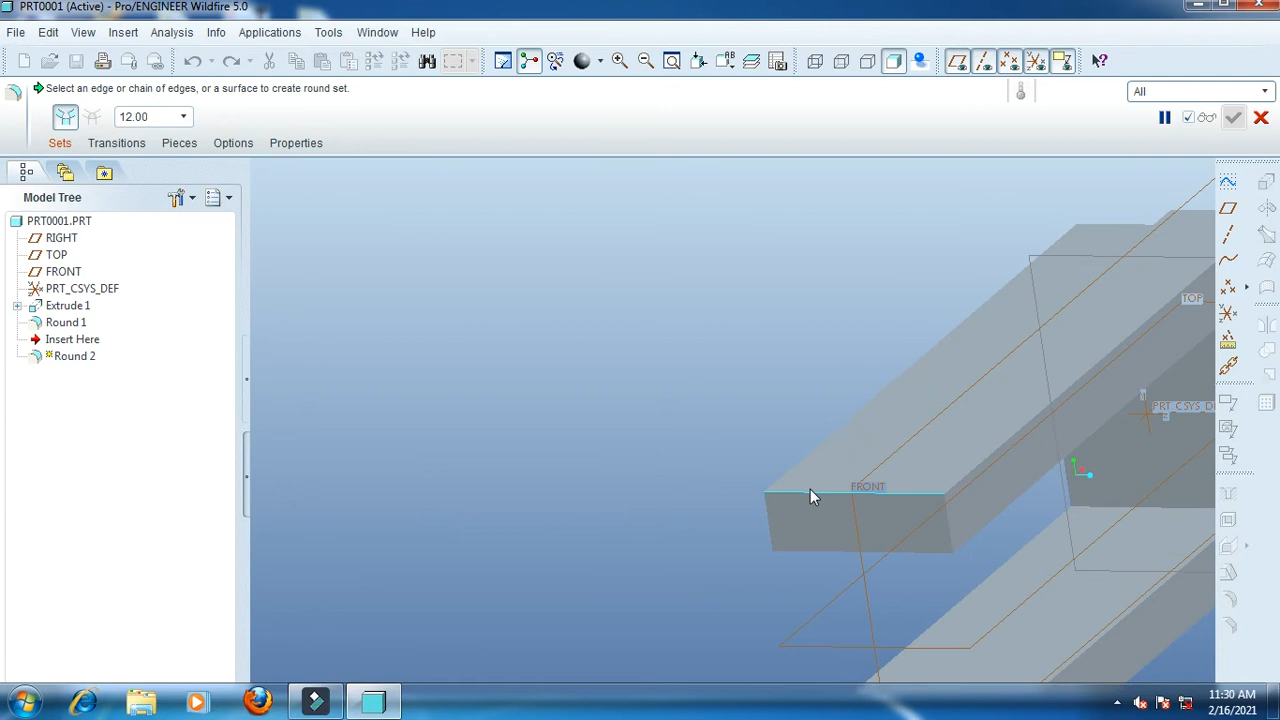 PRT0001 (Active) - Pro/ENGINEER Wildfire 5.0
File Edit View Insert Analysis Info Applications Tools Window Help
Select an edge or chain of edges, or a surface to create round set.
All
12.00
Sets Transitions Pieces Options Properties
Model Tree
PRT0001.PRT
RIGHT
TOP
FRONT
PRT_CSYS_DEF
Extrude 1
Round 1
Insert Here
Round 2
TOP
PRT_CSYS_DE
FRONT
11:30 AM
2/16/2021